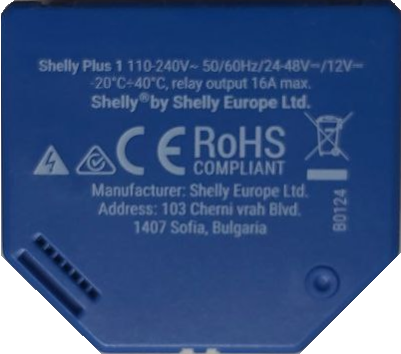 Shelly Plus 1 110-240V~ 50/60Hz/24-48V⎓/12V⎓
-20°C÷40°C, relay output 16A max.
Shelly®by Shelly Europe Ltd.
CE RoHS
COMPLIANT
Manufacturer: Shelly Europe Ltd.
Address: 103 Cherni vrah Blvd.
1407 Sofia, Bulgaria
B0124